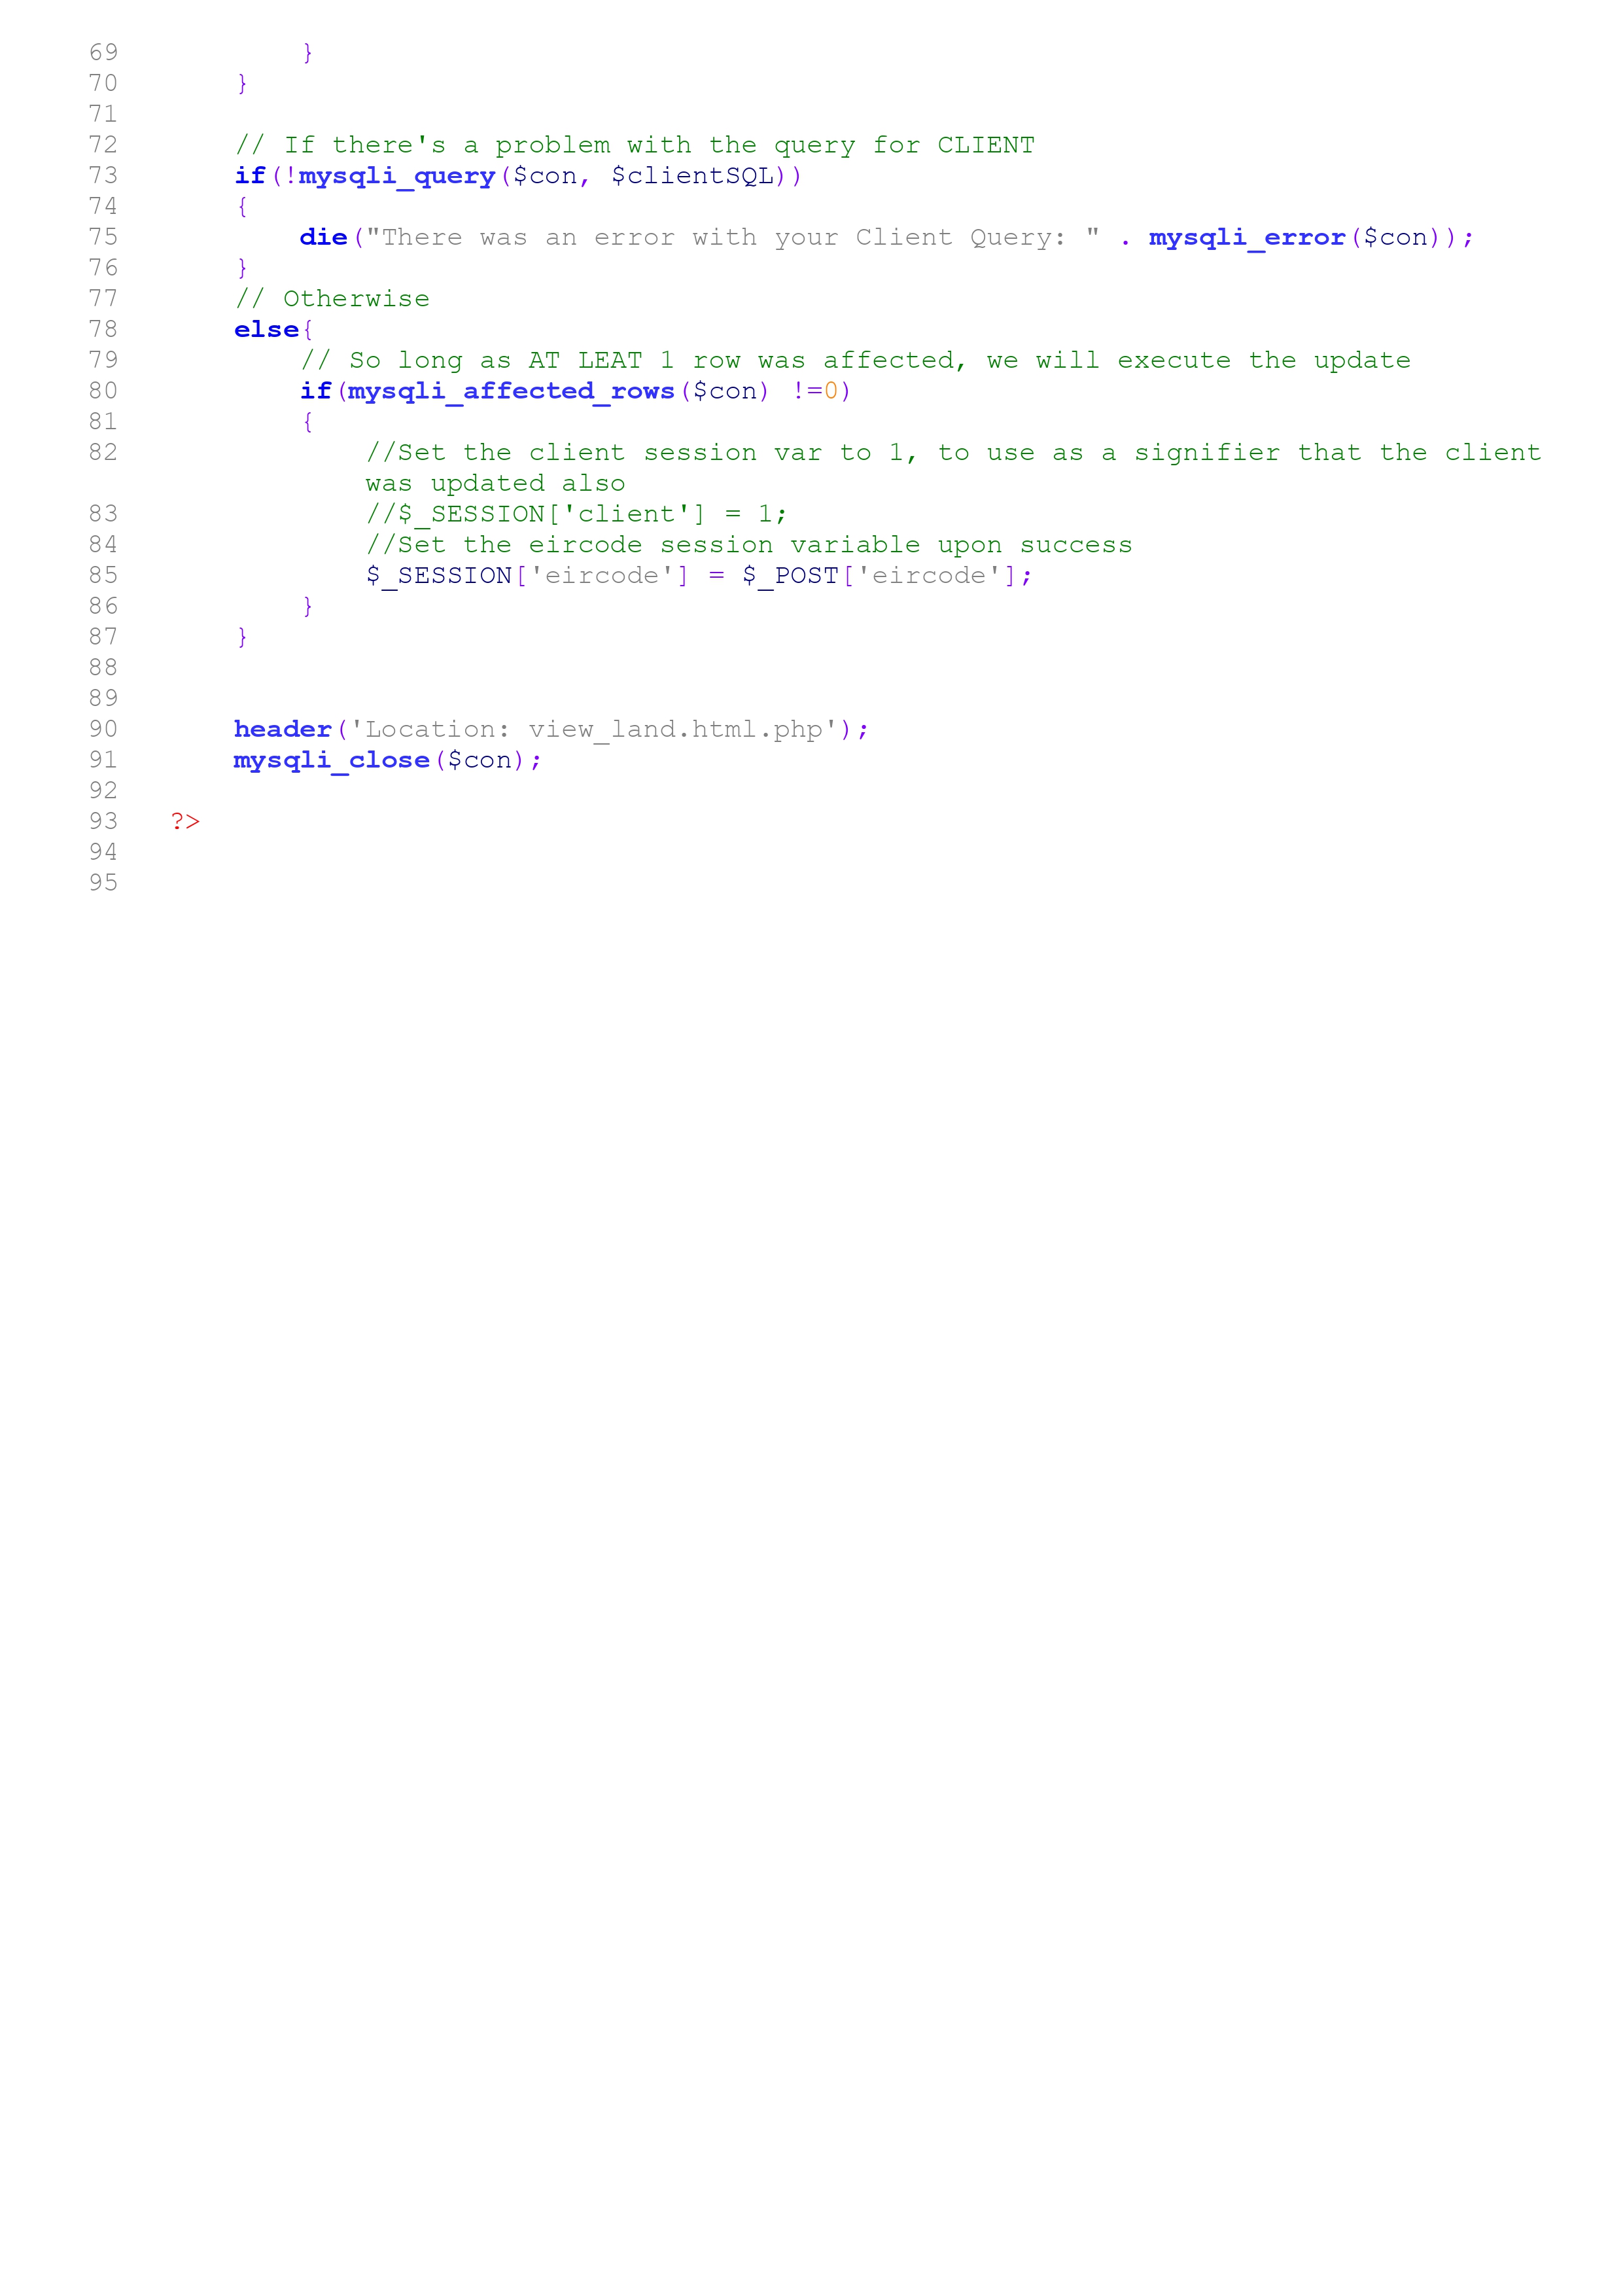 69 }
70 }
71
72 // If there's a problem with the query for CLIENT
73 if(!mysqli_query($con, $clientSQL))
74 {
75 die("There was an error with your Client Query: " . mysqli_error($con));
76 }
77 // Otherwise
78 else{
79 // So long as AT LEAT 1 row was affected, we will execute the update
80 if(mysqli_affected_rows($con) !=0)
81 {
82 //Set the client session var to 1, to use as a signifier that the client
was updated also
83 //$_SESSION['client'] = 1;
84 //Set the eircode session variable upon success
85 $_SESSION['eircode'] = $_POST['eircode'];
86 }
87 }
88
89
90 header('Location: view_land.html.php');
91 mysqli_close($con);
92
93 ?>
94
95